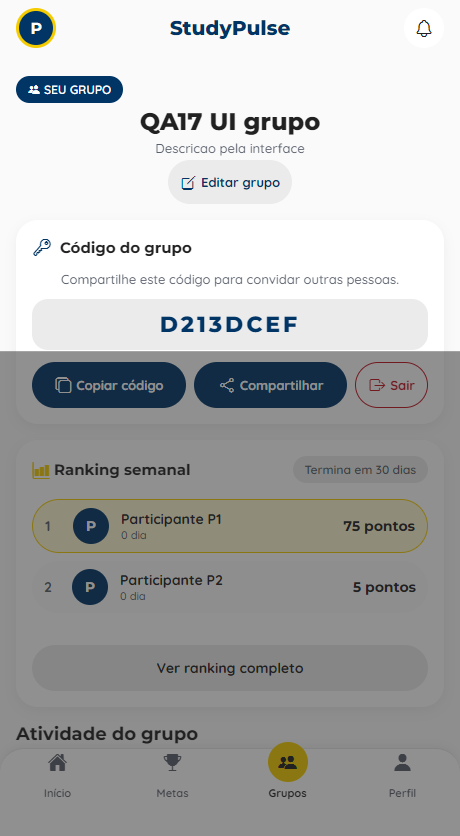 P
StudyPulse
SEU GRUPO
QA17 UI grupo
Descricao pela interface
Editar grupo
Código do grupo
Compartilhe este código para convidar outras pessoas.
D213DCEF
Copiar código
Compartilhar
Sair
Ranking semanal
Termina em 30 dias
1
P
Participante P1
0 dia
75 pontos
2
P
Participante P2
0 dia
5 pontos
Ver ranking completo
Atividade do grupo
Início
Metas
Grupos
Perfil